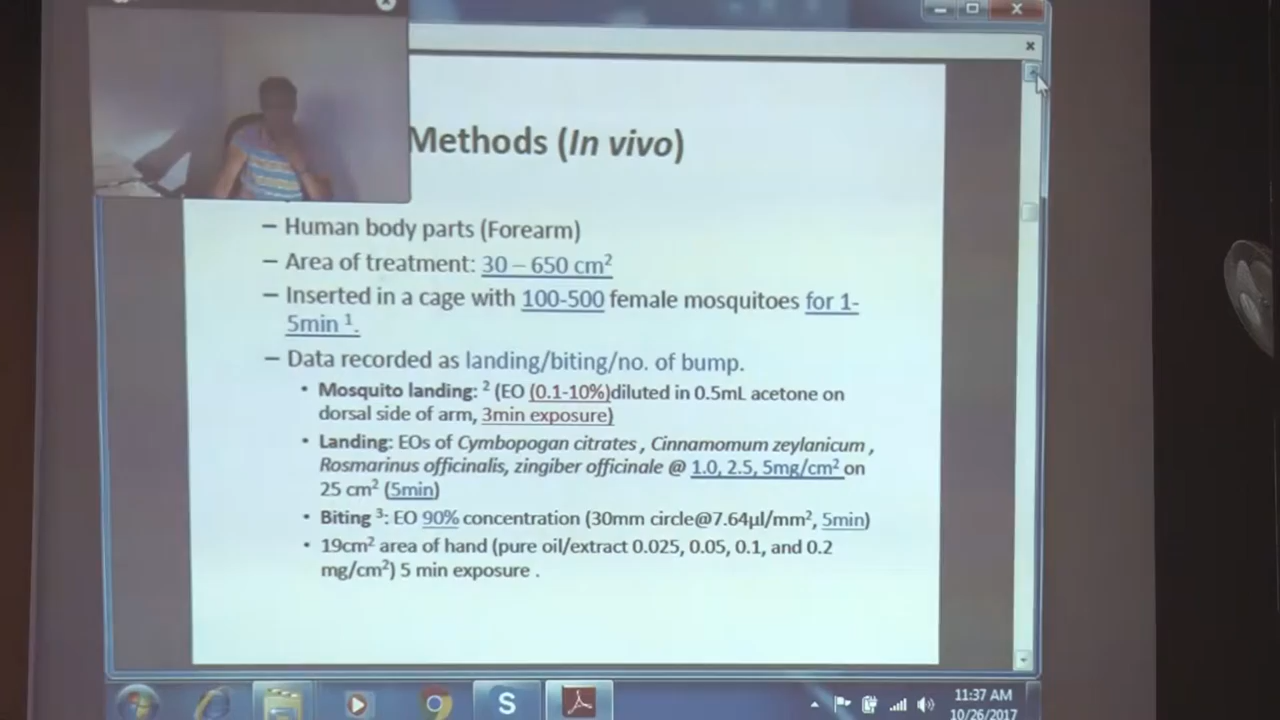 Methods (In vivo)
– Human body parts (Forearm)
– Area of treatment: 30 – 650 cm²
– Inserted in a cage with 100-500 female mosquitoes for 1-
5min ¹.
– Data recorded as landing/biting/no. of bump.
• Mosquito landing: ² (EO (0.1-10%)diluted in 0.5mL acetone on
dorsal side of arm, 3min exposure)
• Landing: EOs of Cymbopogan citrates , Cinnamomum zeylanicum ,
Rosmarinus officinalis, zingiber officinale @ 1.0, 2.5, 5mg/cm² on
25 cm² (5min)
• Biting ³: EO 90% concentration (30mm circle@7.64µl/mm², 5min)
• 19cm² area of hand (pure oil/extract 0.025, 0.05, 0.1, and 0.2
mg/cm²) 5 min exposure .
S
11:37 AM
10/26/2017